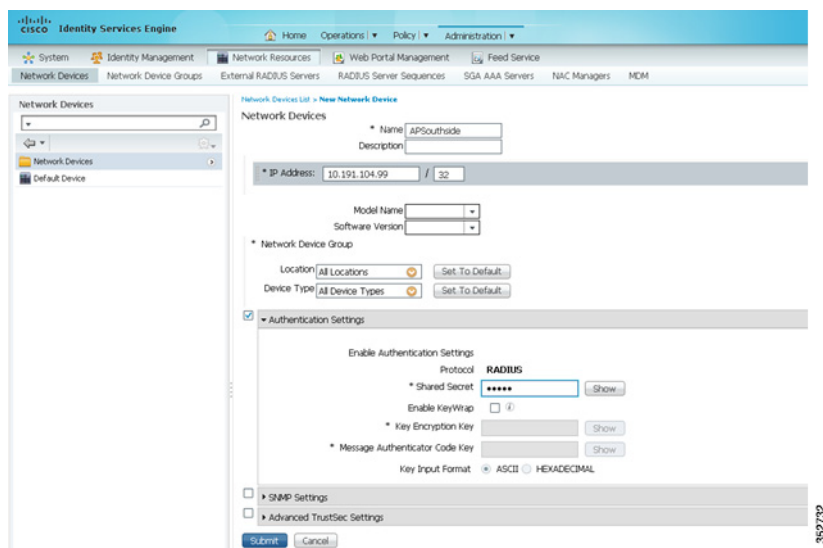 cisco Identity Services Engine
Home Operations Policy Administration
System Identity Management Network Resources Web Portal Management Feed Service
Network Devices Network Device Groups External RADIUS Servers RADIUS Server Sequences SGA AAA Servers NAC Managers MDM
Network Devices
Network Devices
Default Device
Network Devices List > New Network Device
Network Devices
* Name APSouthside
Description
* IP Address: 10.191.104.99 / 32
Model Name
Software Version
* Network Device Group
Location All Locations Set To Default
Device Type All Device Types Set To Default
Authentication Settings
Enable Authentication Settings
Protocol RADIUS
* Shared Secret ••••• Show
Enable KeyWrap
* Key Encryption Key Show
* Message Authenticator Code Key Show
Key Input Format ASCII HEXADECIMAL
SNMP Settings
Advanced TrustSec Settings
Submit Cancel
352732